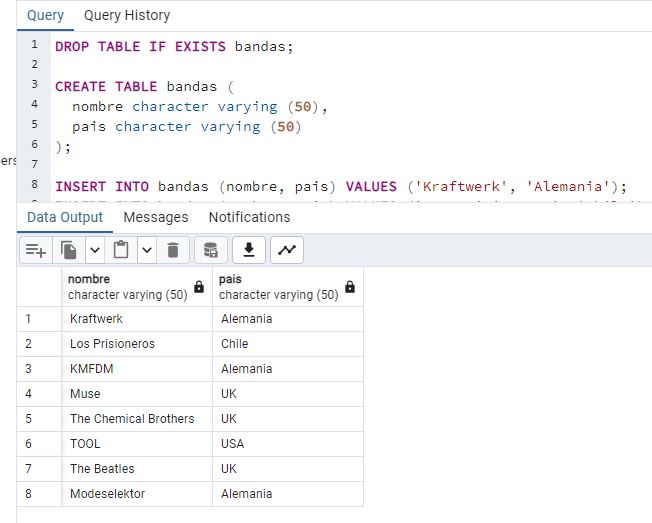 Query Query History
1 DROP TABLE IF EXISTS bandas;
2
3 CREATE TABLE bandas (
4 nombre character varying (50),
5 pais character varying (50)
6 );
7
8 INSERT INTO bandas (nombre, pais) VALUES ('Kraftwerk', 'Alemania');
Data Output Messages Notifications
nombre pais
character varying (50) character varying (50)
1 Kraftwerk Alemania
2 Los Prisioneros Chile
3 KMFDM Alemania
4 Muse UK
5 The Chemical Brothers UK
6 TOOL USA
7 The Beatles UK
8 Modeselektor Alemania